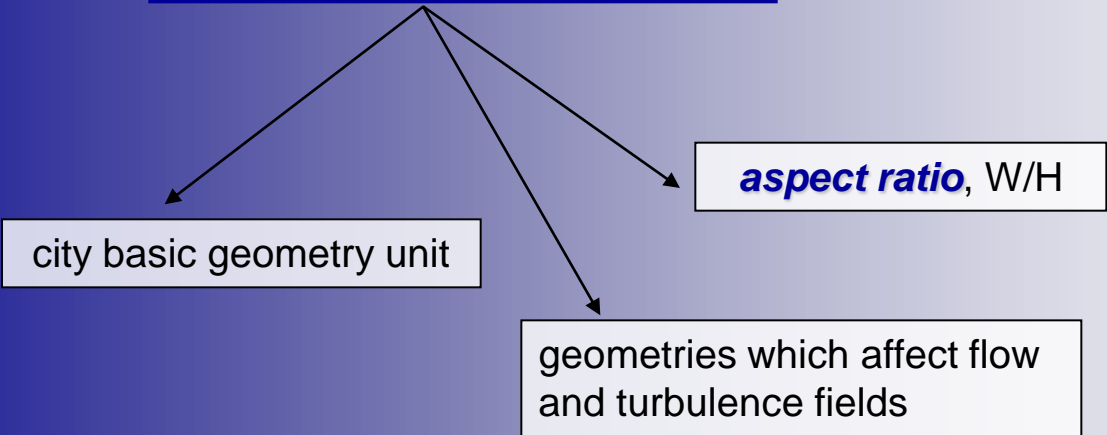 aspect ratio, W/H
city basic geometry unit
geometries which affect flow
and turbulence fields